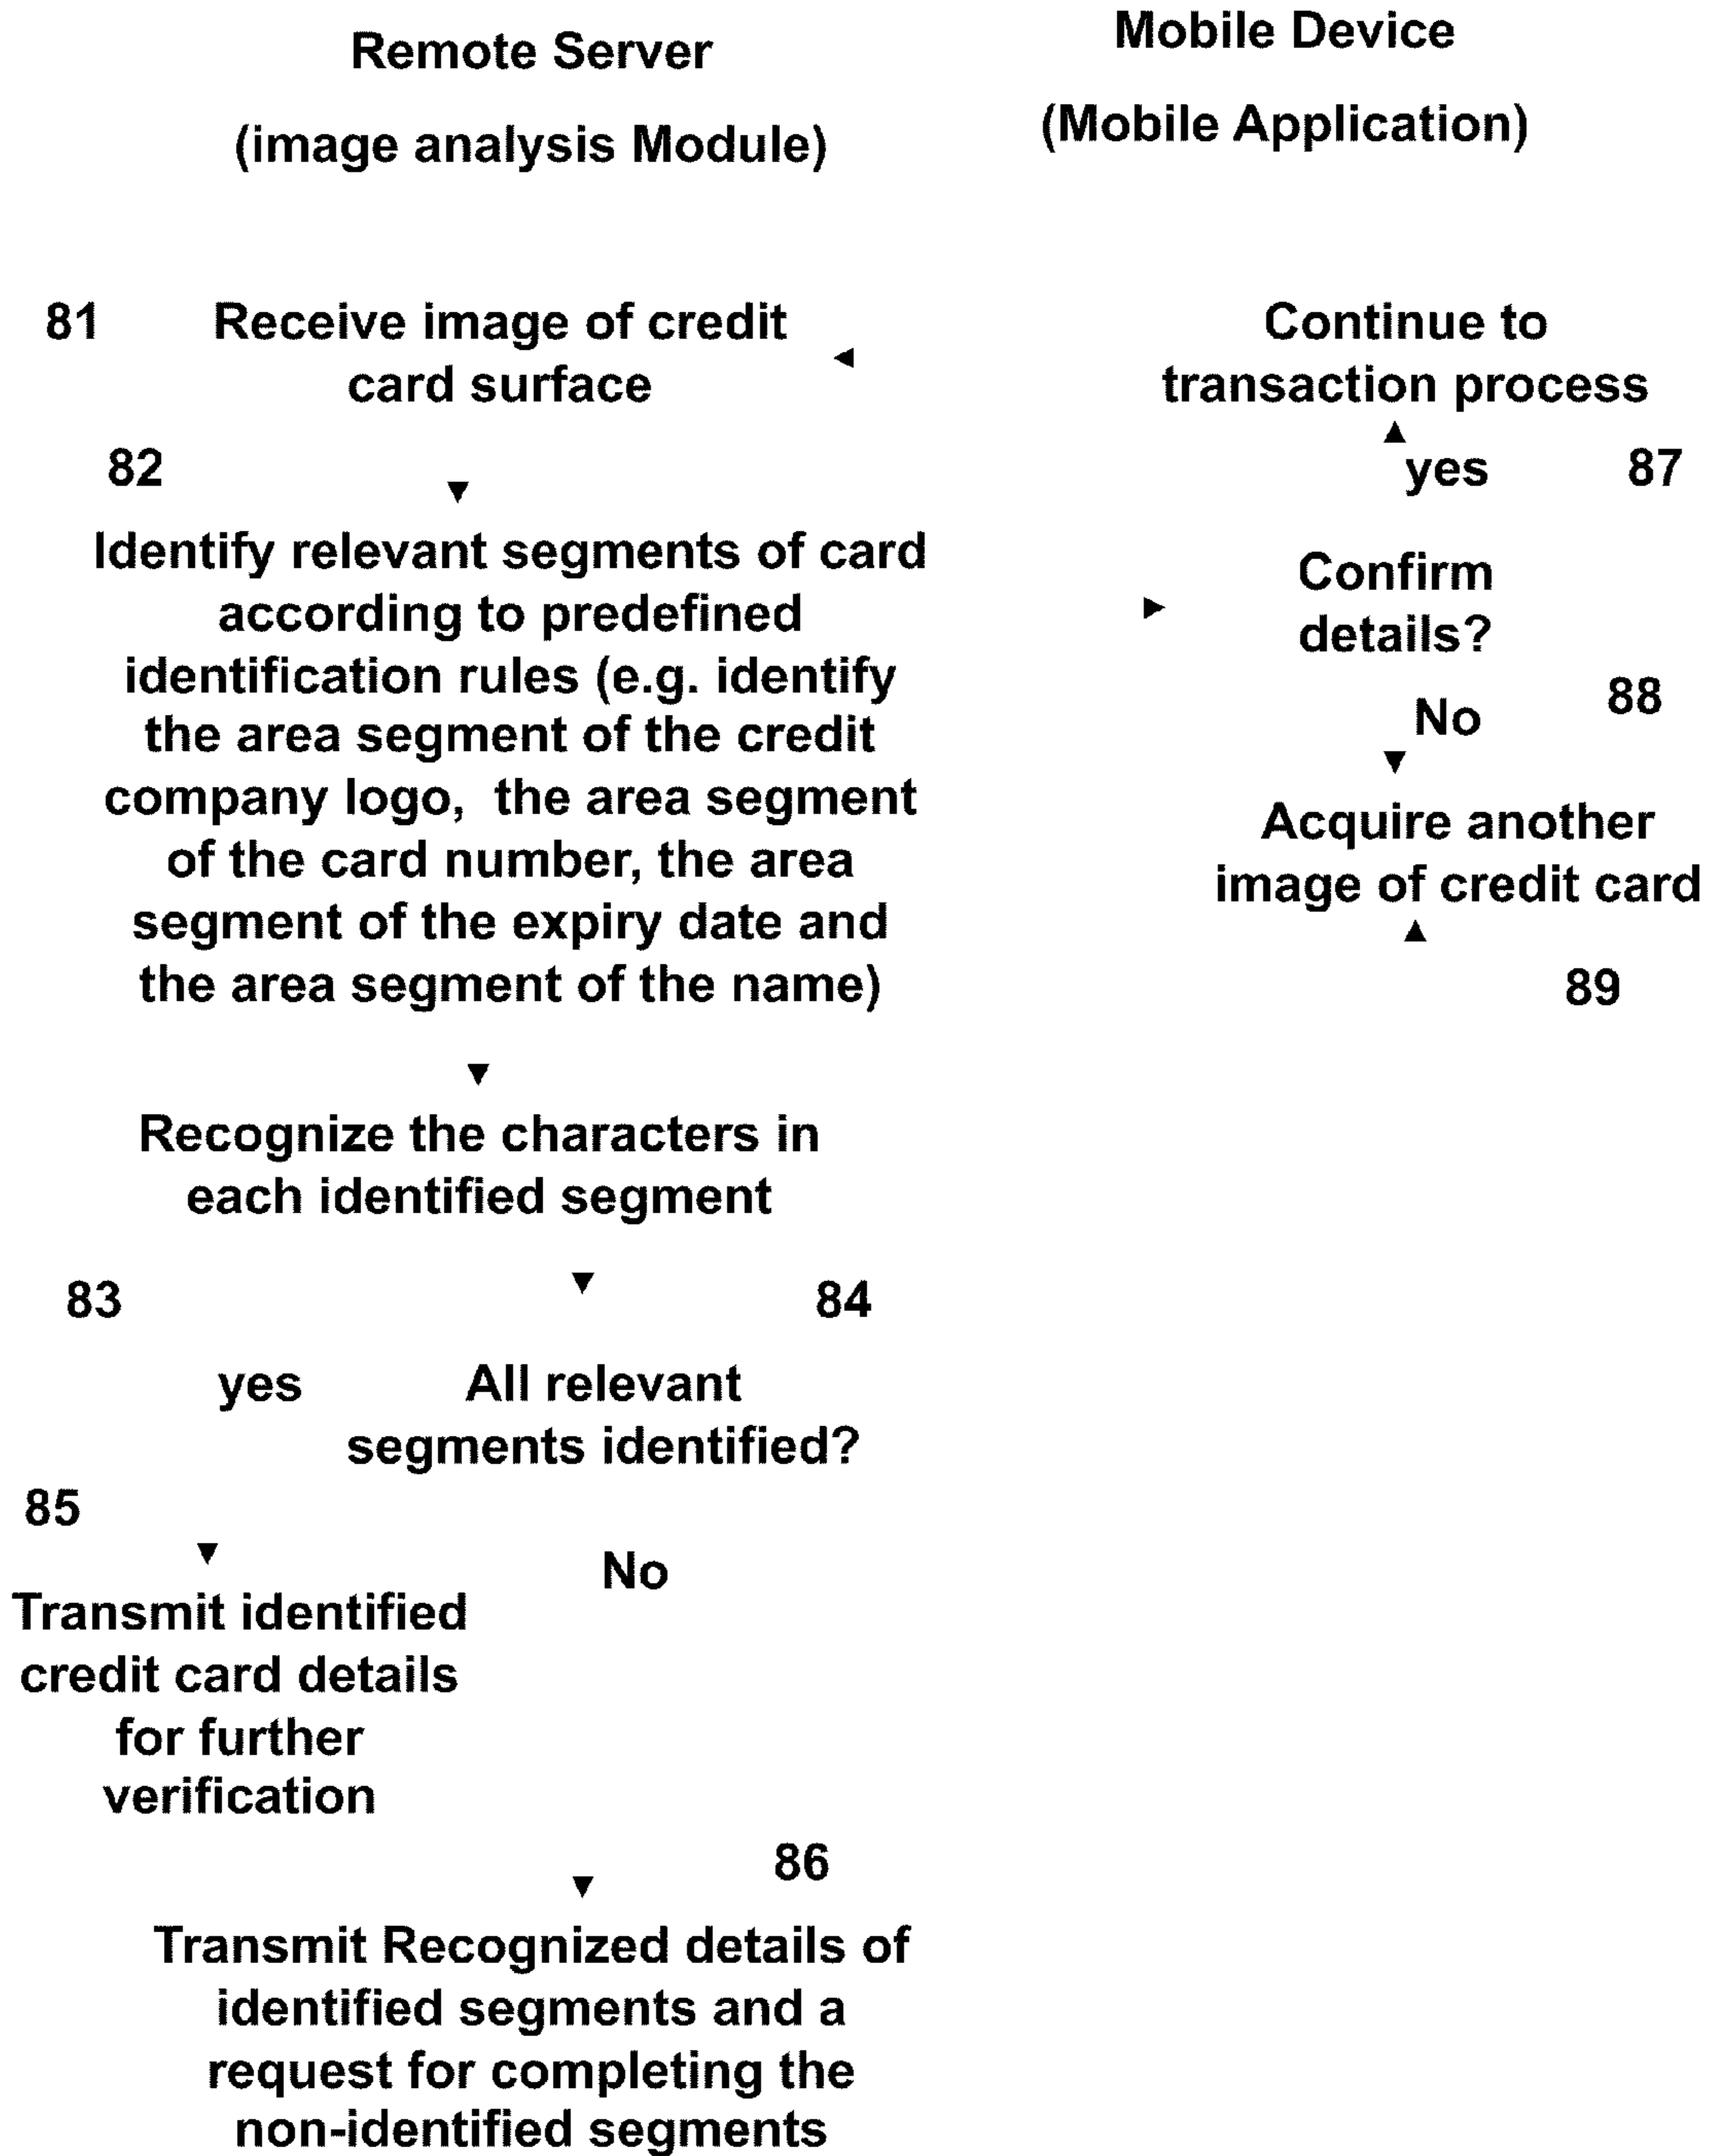 Remote Server
(image analysis Module)
81
Receive image of credit
card surface
82
Identify relevant segments of card
according to predefined
identification rules (e.g. identify
the area segment of the credit
company logo,  the area segment
of the card number, the area
segment of the expiry date and
the area segment of the name)
Recognize the characters in
each identified segment
83
84
yes
All relevant
segments identified?
85
No
Transmit identified
credit card details
for further
verification
86
Transmit Recognized details of
identified segments and a
request for completing the
non-identified segments
Mobile Device
(Mobile Application)
Continue to
transaction process
yes
87
Confirm
details?
88
No
Acquire another
image of credit card
89